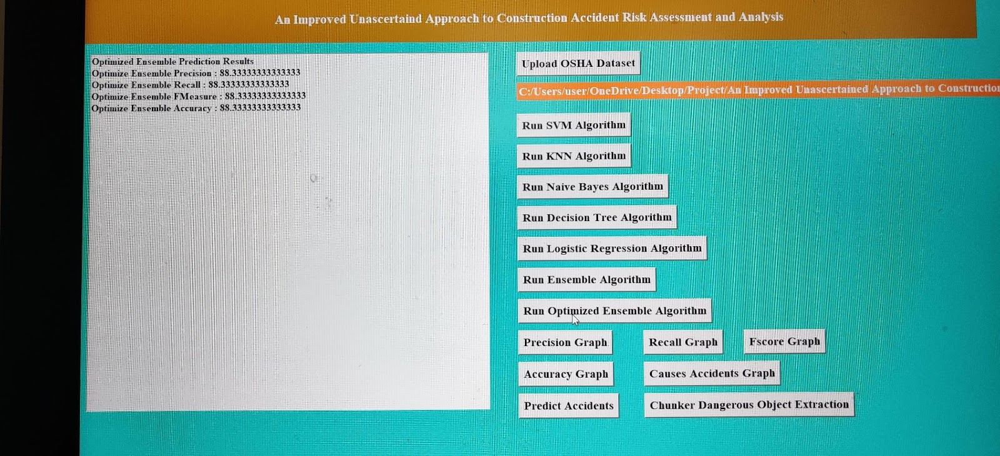 An Improved Unascertaind Approach to Construction Accident Risk Assessment and Analysis
Optimized Ensemble Prediction Results
Optimize Ensemble Precision : 88.33333333333333
Optimize Ensemble Recall : 88.33333333333333
Optimize Ensemble FMeasure : 88.33333333333333
Optimize Ensemble Accuracy : 88.33333333333333
Upload OSHA Dataset
C:/Users/user/OneDrive/Desktop/Project/An Improved Unascertained Approach to Construction
Run SVM Algorithm
Run KNN Algorithm
Run Naive Bayes Algorithm
Run Decision Tree Algorithm
Run Logistic Regression Algorithm
Run Ensemble Algorithm
Run Optimized Ensemble Algorithm
Precision Graph Recall Graph Fscore Graph
Accuracy Graph Causes Accidents Graph
Predict Accidents Chunker Dangerous Object Extraction